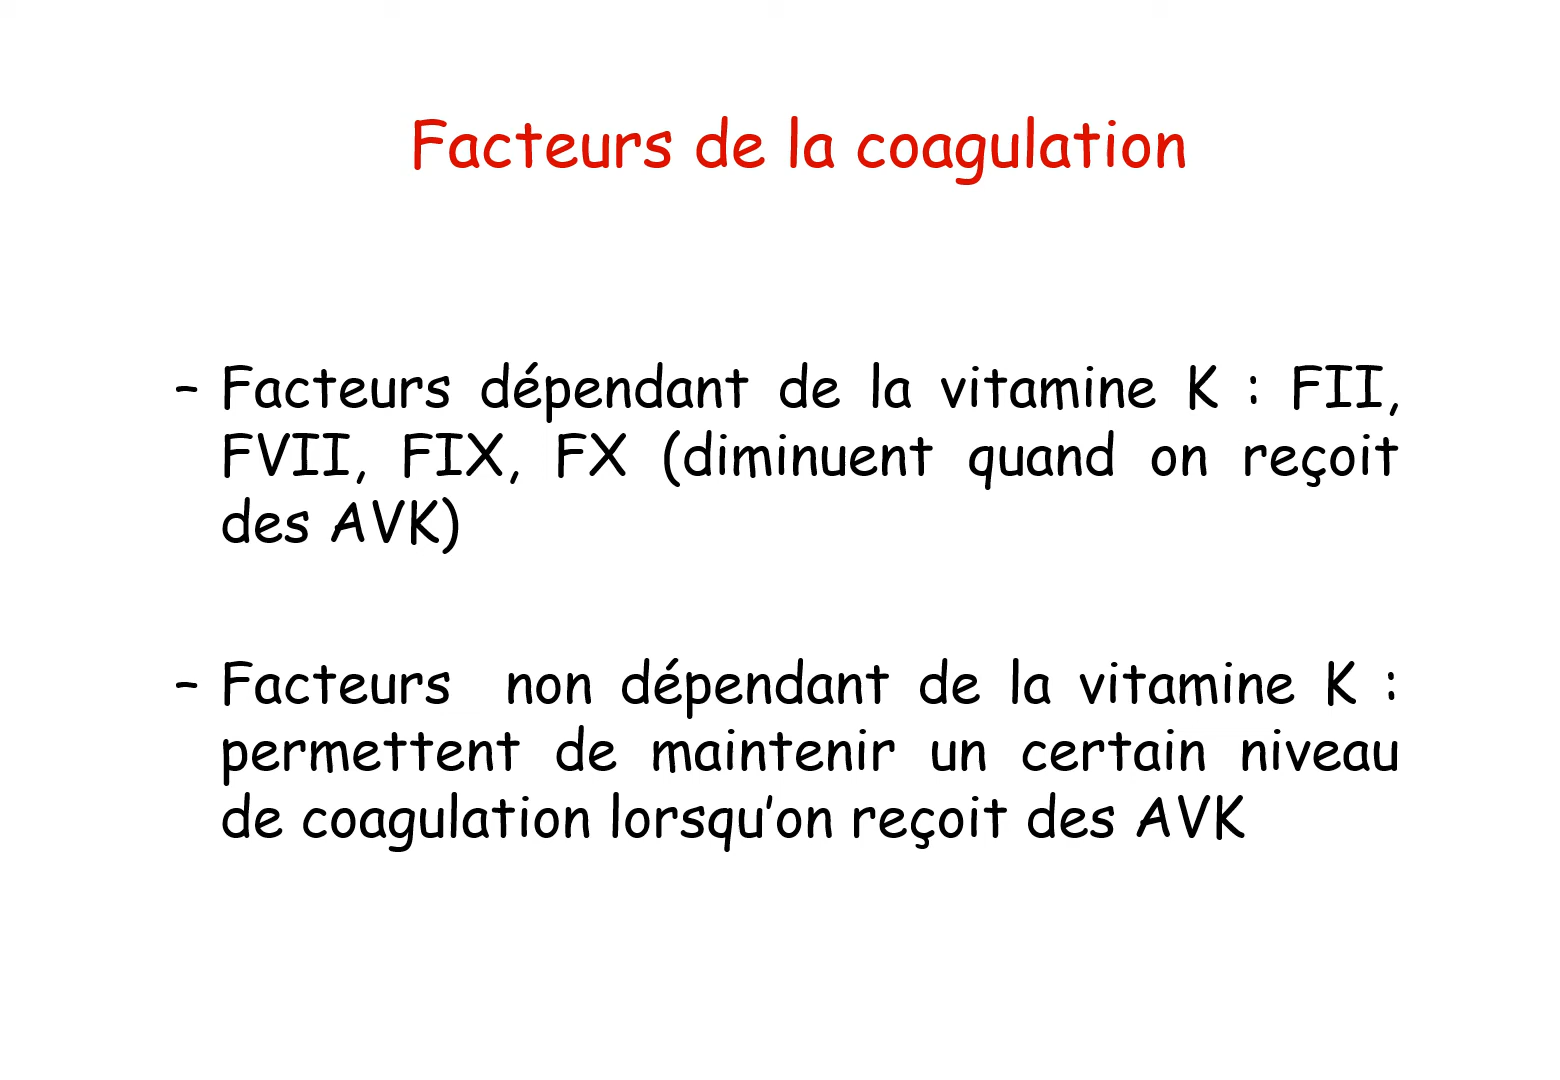 Facteurs de la coagulation
– Facteurs dépendant de la vitamine K : FII,
FVII, FIX, FX (diminuent quand on reçoit
des AVK)
– Facteurs non dépendant de la vitamine K :
permettent de maintenir un certain niveau
de coagulation lorsqu’on reçoit des AVK